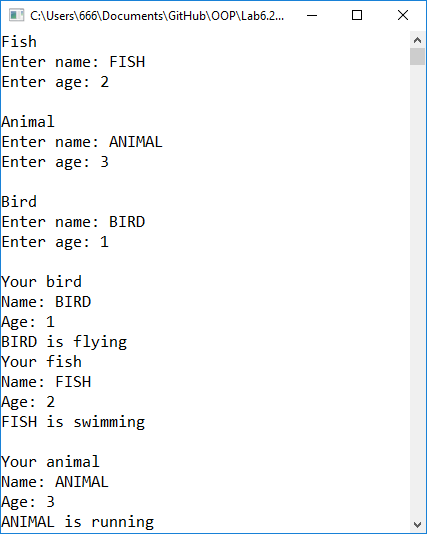 C:\Users\666\Documents\GitHub\OOP\Lab6.2...
Fish
Enter name: FISH
Enter age: 2
Animal
Enter name: ANIMAL
Enter age: 3
Bird
Enter name: BIRD
Enter age: 1
Your bird
Name: BIRD
Age: 1
BIRD is flying
Your fish
Name: FISH
Age: 2
FISH is swimming
Your animal
Name: ANIMAL
Age: 3
ANIMAL is running